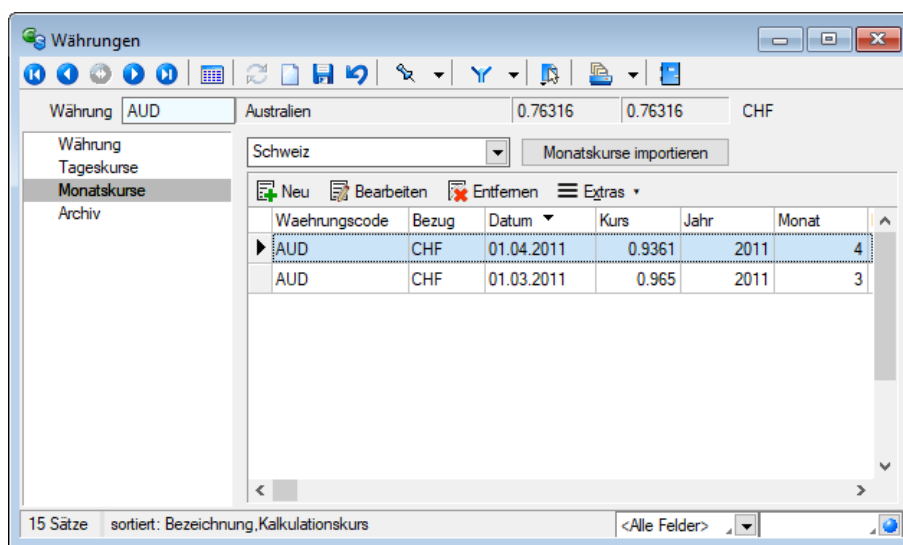 Währungen
Währung AUD Australien 0.76316 0.76316 CHF
Währung
Tageskurse
Monatskurse
Archiv
Schweiz Monatskurse importieren
Neu Bearbeiten Entfernen Extras
Waehrungscode Bezug Datum Kurs Jahr Monat
AUD CHF 01.04.2011 0.9361 2011 4
AUD CHF 01.03.2011 0.965 2011 3
15 Sätze sortiert: Bezeichnung,Kalkulationskurs <Alle Felder>